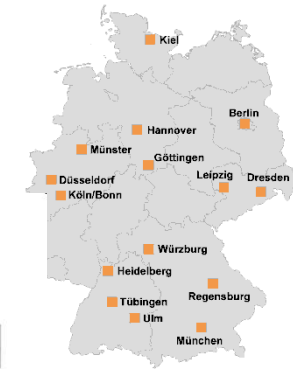 Kiel
Berlin
Hannover
Münster
Göttingen
Leipzig
Dresden
Düsseldorf
Köln/Bonn
Würzburg
Heidelberg
Regensburg
Tübingen
Ulm
München